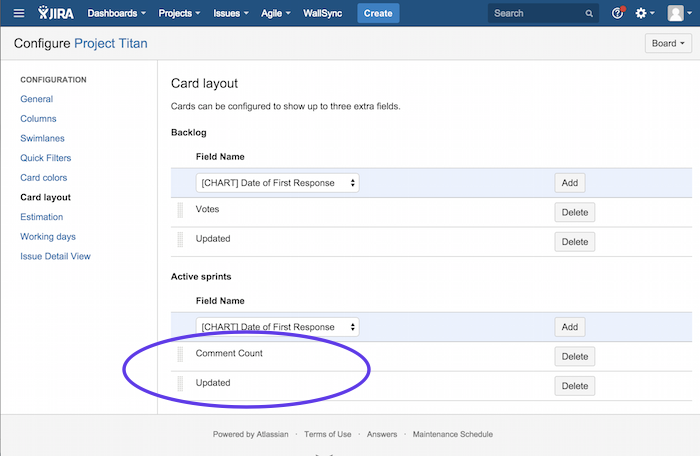 JIRA Dashboards Projects Issues Agile WallSync Create Search
Configure Project Titan Board
CONFIGURATION
General
Columns
Swimlanes
Quick Filters
Card colors
Card layout
Estimation
Working days
Issue Detail View
Card layout
Cards can be configured to show up to three extra fields.
Backlog
Field Name
[CHART] Date of First Response Add
Votes Delete
Updated Delete
Active sprints
Field Name
[CHART] Date of First Response Add
Comment Count Delete
Updated Delete
Powered by Atlassian · Terms of Use · Answers · Maintenance Schedule